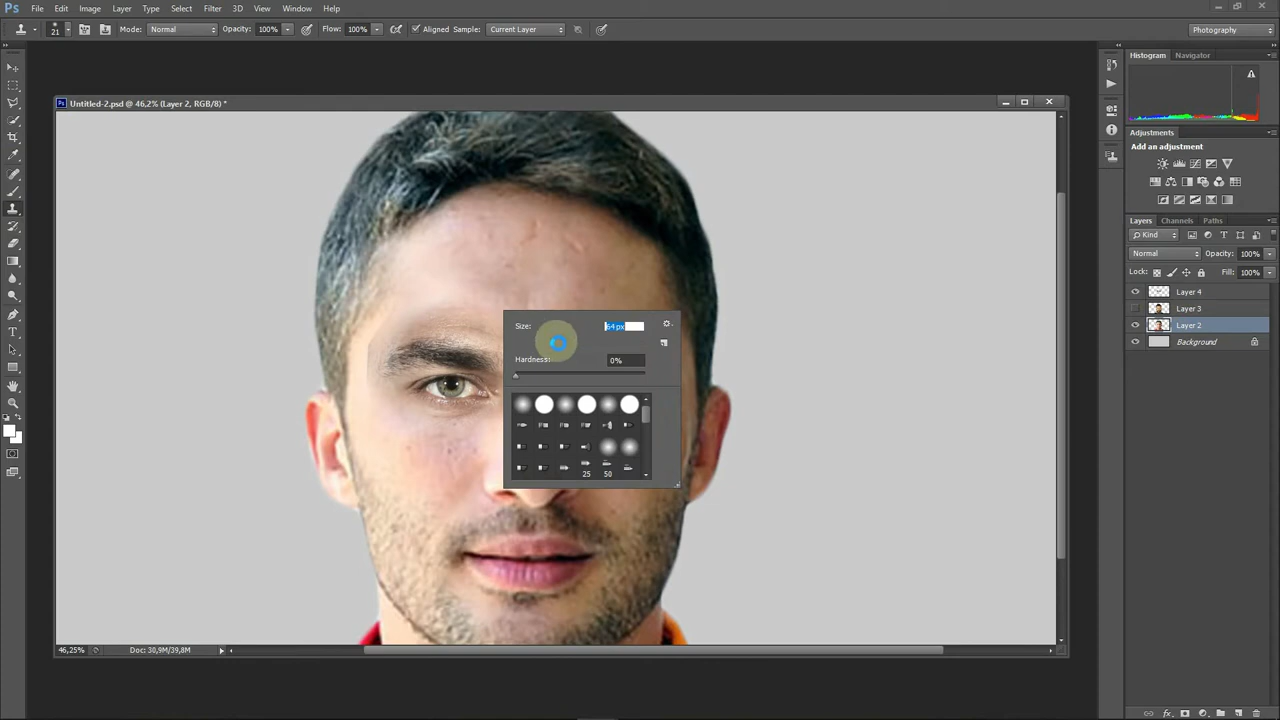 Ps File Edit Image Layer Type Select Filter 3D View Window Help
21 Mode: Normal Opacity: 100% Flow: 100% Aligned Sample: Current Layer Photography
Histogram Navigator
Ps Untitled-2.psd @ 46,2% (Layer 2, RGB/8) *
Adjustments
Add an adjustment
Layers Channels Paths
Kind
Normal Opacity: 100%
Lock: Fill: 100%
Layer 4
Layer 3
Layer 2
Background
Size: 64 px
Hardness: 0%
25 50
46,25% Doc: 30,9M/39,8M
fx